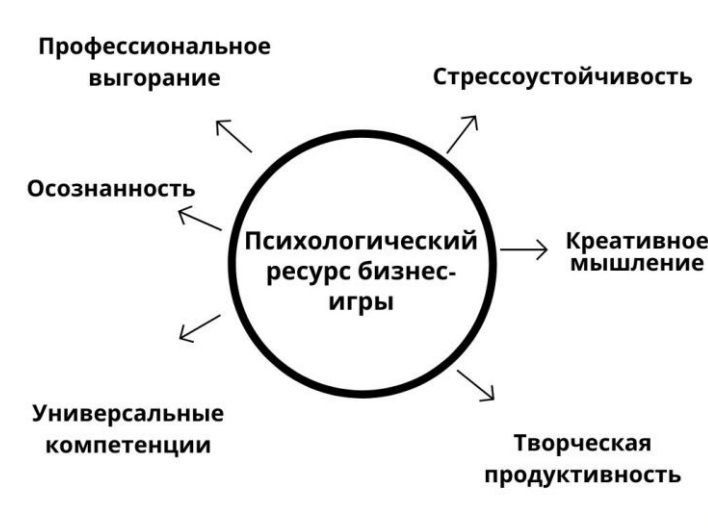 Профессиональное
выгорание
Стрессоустойчивость
Осознанность
Психологический
ресурс бизнес-
игры
Креативное
мышление
Универсальные
компетенции
Творческая
продуктивность